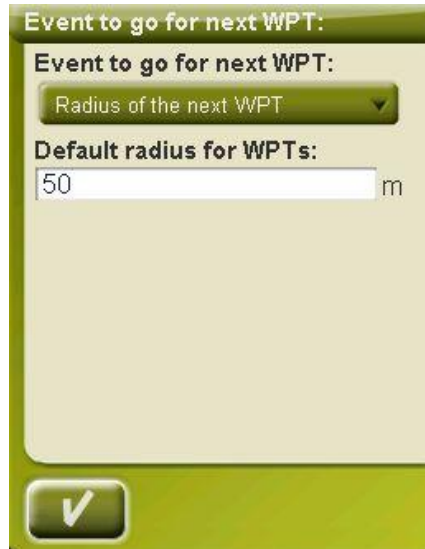 Event to go for next WPT:
Event to go for next WPT:
Radius of the next WPT
Default radius for WPTs:
50 m